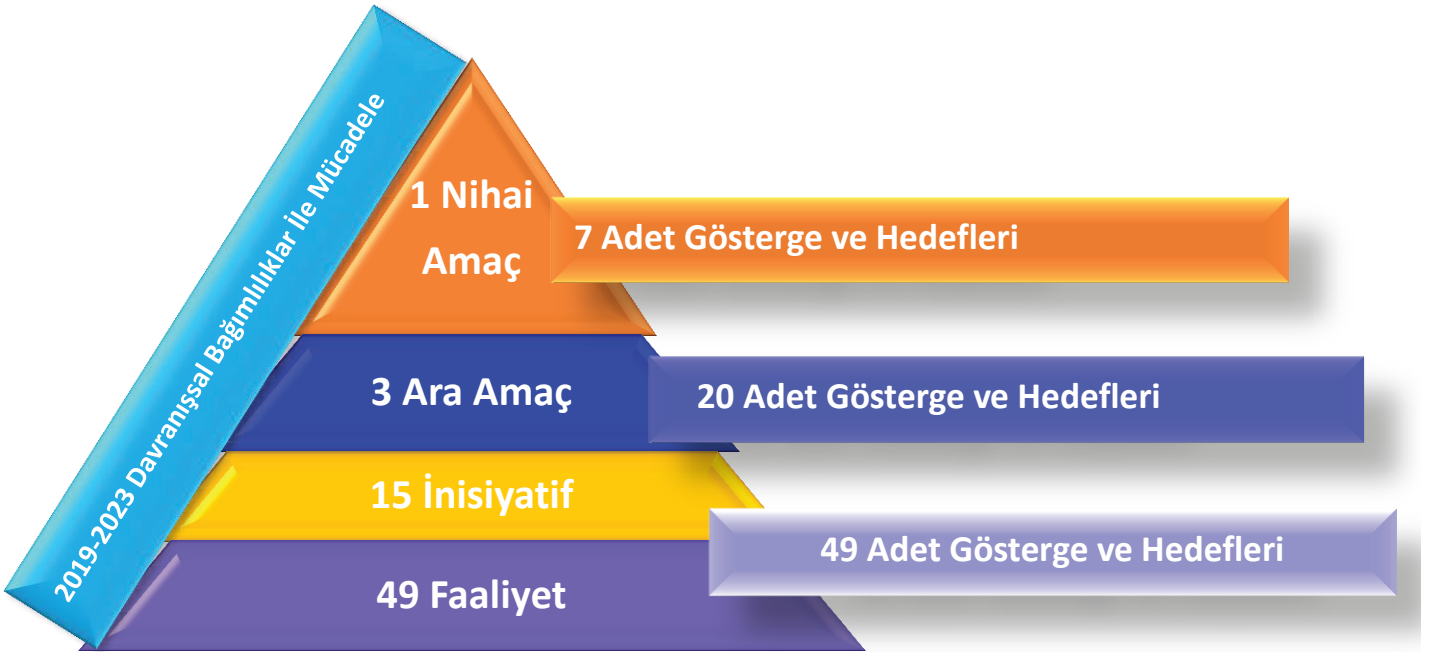 2019-2023 Davranışsal Bağımlılıklar İle Mücadele
1 Nihai
Amaç
7 Adet Gösterge ve Hedefleri
3 Ara Amaç
20 Adet Gösterge ve Hedefleri
15 İnisiyatif
49 Adet Gösterge ve Hedefleri
49 Faaliyet